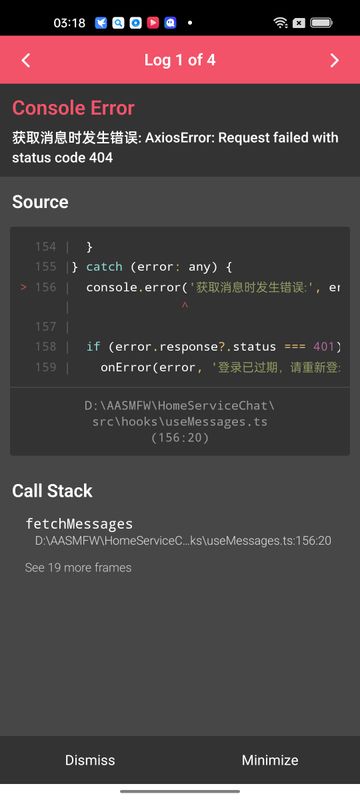 03:18
Log 1 of 4
Console Error
获取消息时发生错误: AxiosError: Request failed with
status code 404
Source
154 | }
155 |} catch (error: any) {
> 156 | console.error('获取消息时发生错误:', er
| ^
157 |
158 | if (error.response?.status === 401)
159 | onError(error, '登录已过期，请重新登
D:\AASMFW\HomeServiceChat\
src\hooks\useMessages.ts
(156:20)
Call Stack
fetchMessages
D:\AASMFW\HomeServiceC…ks\useMessages.ts:156:20
See 19 more frames
Dismiss
Minimize